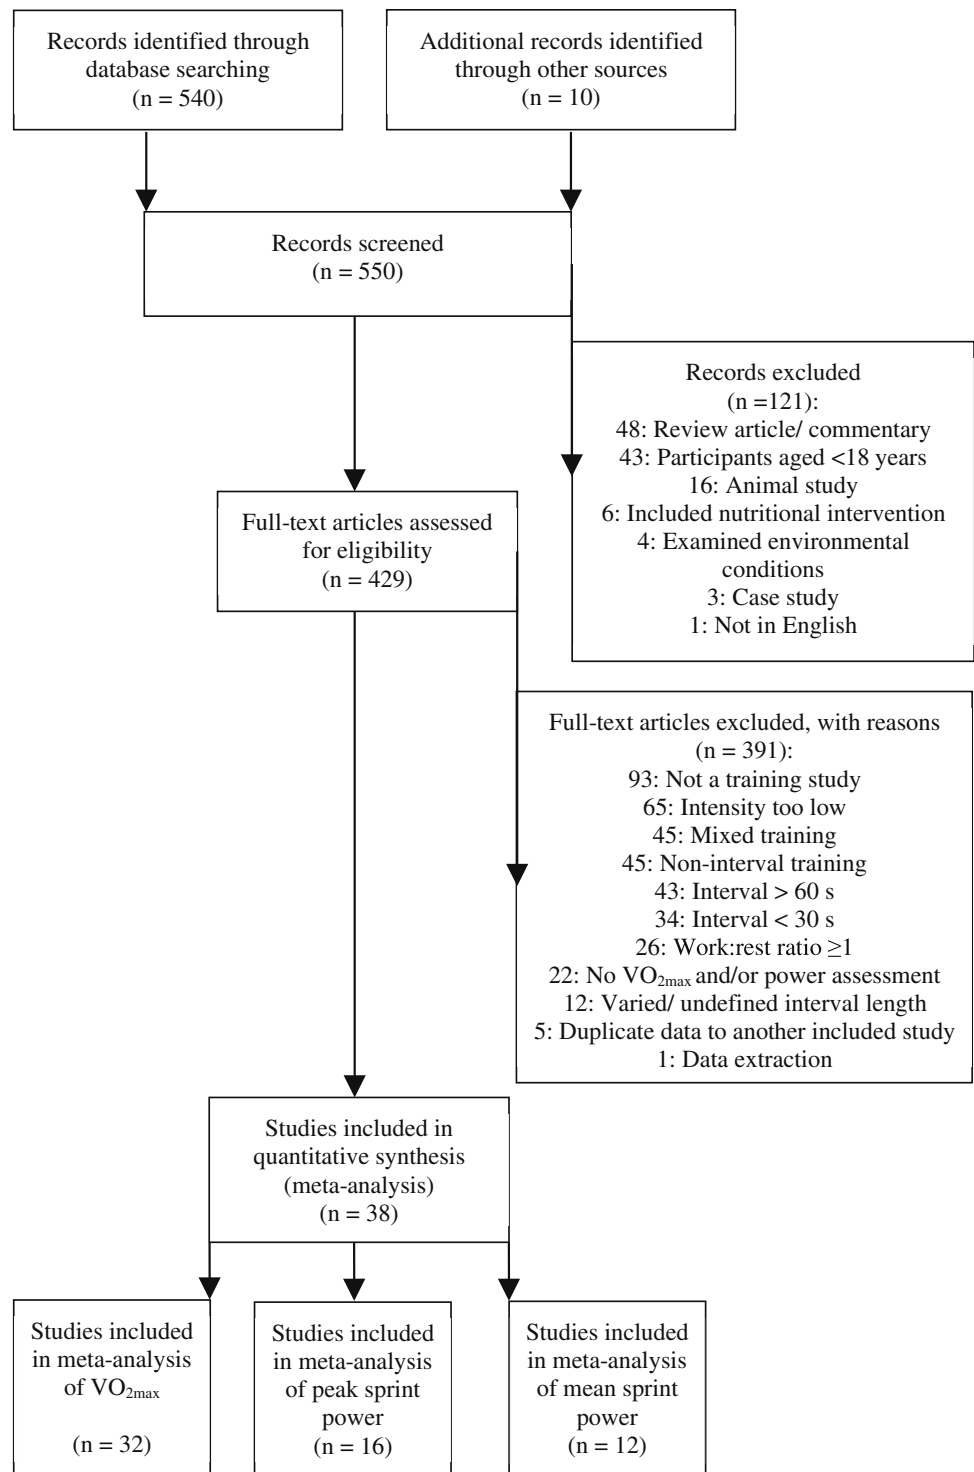 Records identified through
database searching
(n = 540)
Additional records identified
through other sources
(n = 10)
Records screened
(n = 550)
Records excluded
(n =121):
48: Review article/ commentary
43: Participants aged <18 years
16: Animal study
6: Included nutritional intervention
4: Examined environmental
conditions
3: Case study
1: Not in English
Full-text articles assessed
for eligibility
(n = 429)
Full-text articles excluded, with reasons
(n = 391):
93: Not a training study
65: Intensity too low
45: Mixed training
45: Non-interval training
43: Interval > 60 s
34: Interval < 30 s
26: Work:rest ratio ≥1
22: No VO2max and/or power assessment
12: Varied/ undefined interval length
5: Duplicate data to another included study
1: Data extraction
Studies included in
quantitative synthesis
(meta-analysis)
(n = 38)
Studies included
in meta-analysis
of VO2max
(n = 32)
Studies included
in meta-analysis
of peak sprint
power
(n = 16)
Studies included
in meta-analysis
of mean sprint
power
(n = 12)